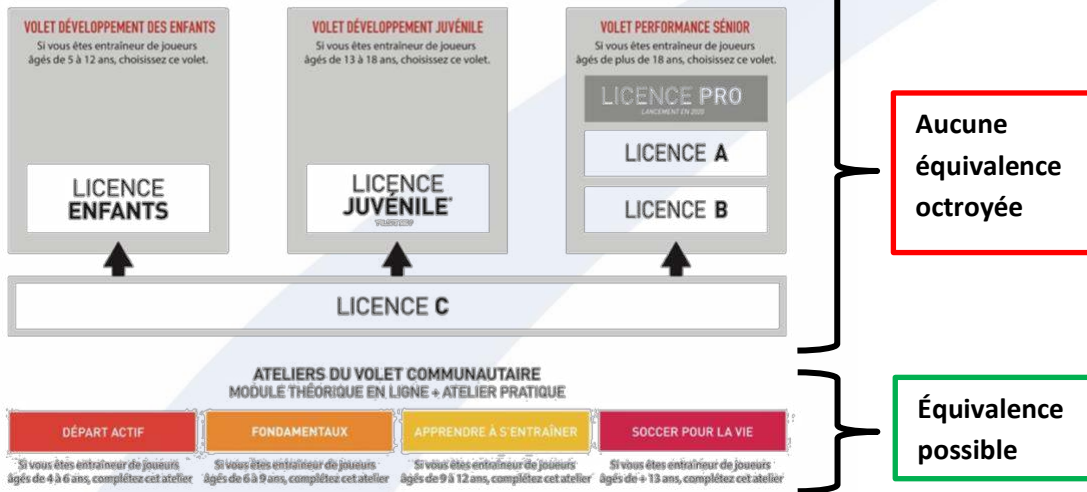 VOLET DÉVELOPPEMENT DES ENFANTS
Si vous êtes entraîneur de joueurs
âgés de 5 à 12 ans, choisissez ce volet.
LICENCE
ENFANTS
VOLET DÉVELOPPEMENT JUVÉNILE
Si vous êtes entraîneur de joueurs
âgés de 13 à 18 ans, choisissez ce volet.
LICENCE
JUVÉNILE*
VOLET PERFORMANCE SÉNIOR
Si vous êtes entraîneur de joueurs
âgés de plus de 18 ans, choisissez ce volet.
LICENCE PRO
LANCEMENT EN 2020
LICENCE A
LICENCE B
LICENCE C
Aucune
équivalence
octroyée
ATELIERS DU VOLET COMMUNAUTAIRE
MODULE THÉORIQUE EN LIGNE + ATELIER PRATIQUE
DÉPART ACTIF
Si vous êtes entraîneur de joueurs
âgés de 4 à 6 ans, complétez cet atelier
FONDAMENTAUX
Si vous êtes entraîneur de joueurs
âgés de 6 à 9 ans, complétez cet atelier
APPRENDRE À S'ENTRAÎNER
Si vous êtes entraîneur de joueurs
âgés de 9 à 12 ans, complétez cet atelier
SOCCER POUR LA VIE
Si vous êtes entraîneur de joueurs
âgés de + 13 ans, complétez cet atelier
Équivalence
possible